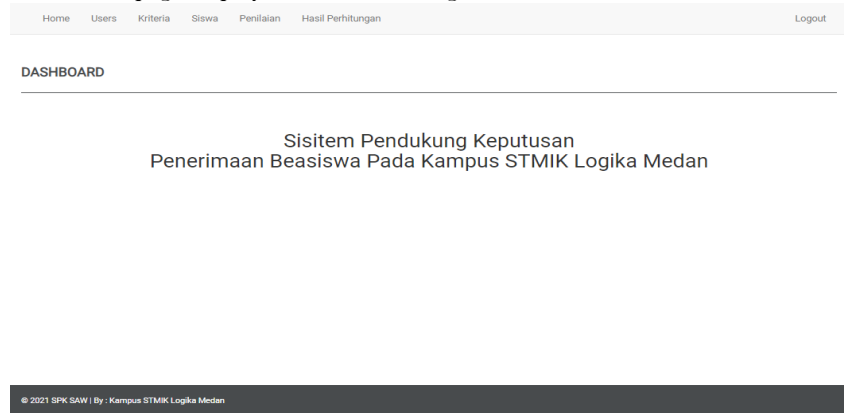 Home Users Kriteria Siswa Penilaian Hasil Perhitungan Logout
DASHBOARD
Sisitem Pendukung Keputusan
Penerimaan Beasiswa Pada Kampus STMIK Logika Medan
© 2021 SPK SAW | By : Kampus STMIK Logika Medan